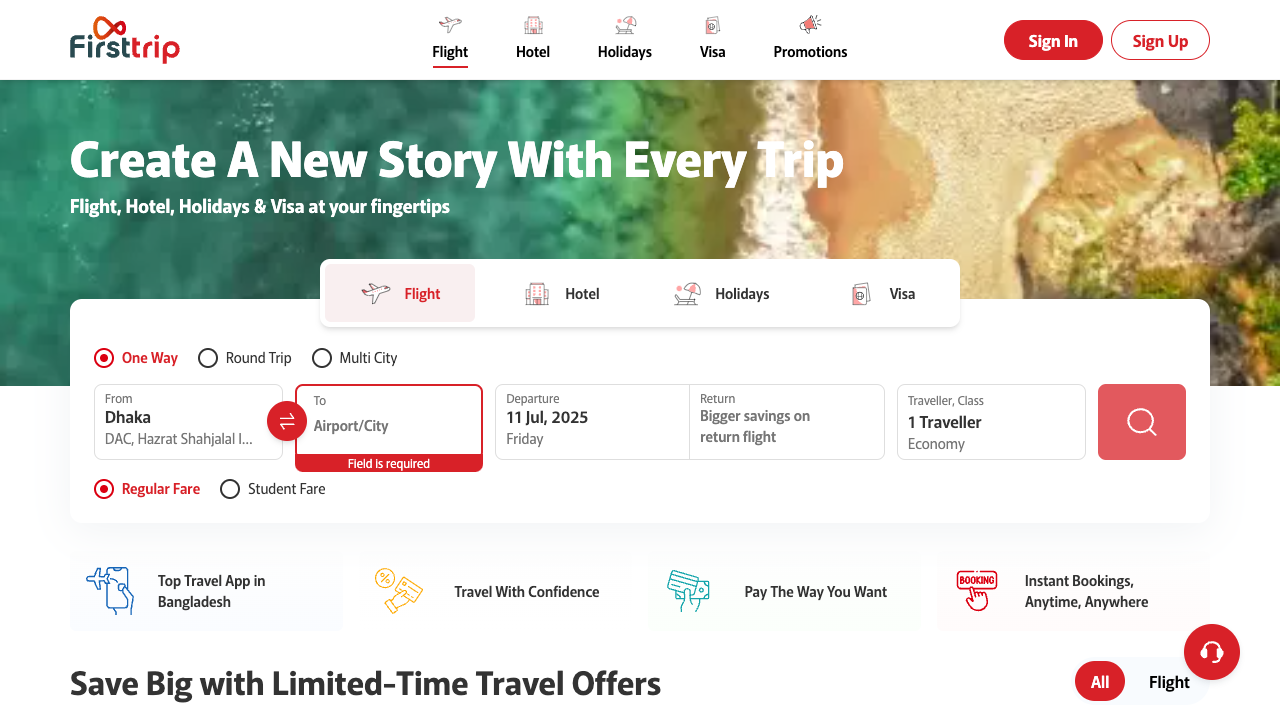 Firsttrip
Flight
Hotel
Holidays
Visa
Promotions
Sign In
Sign Up
Create A New Story With Every Trip
Flight, Hotel, Holidays & Visa at your fingertips
Flight
Hotel
Holidays
Visa
One Way
Round Trip
Multi City
From
Dhaka
DAC, Hazrat Shahjalal I...
To
Airport/City
Field is required
Departure
11 Jul, 2025
Friday
Return
Bigger savings on
return flight
Traveller, Class
1 Traveller
Economy
Regular Fare
Student Fare
Top Travel App in
Bangladesh
%
Travel With Confidence
Pay The Way You Want
BOOKING
Instant Bookings,
Anytime, Anywhere
Save Big with Limited-Time Travel Offers
All
Flight